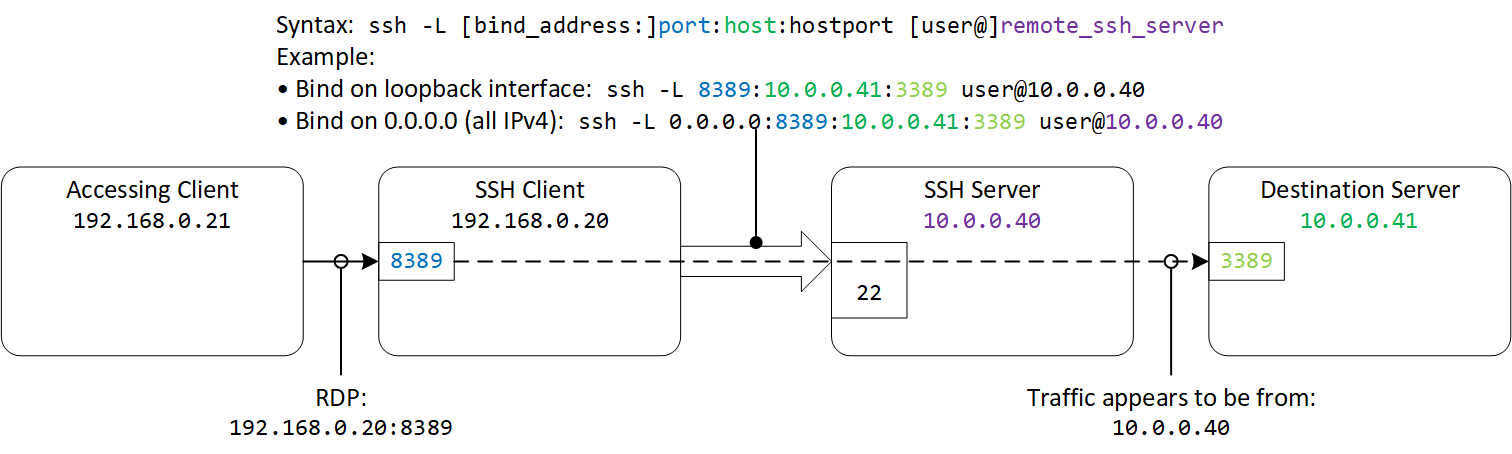 Syntax: ssh -L [bind_address:]port:host:hostport [user@]remote_ssh_server
Example:
• Bind on loopback interface: ssh -L 8389:10.0.0.41:3389 user@10.0.0.40
• Bind on 0.0.0.0 (all IPv4): ssh -L 0.0.0.0:8389:10.0.0.41:3389 user@10.0.0.40
Accessing Client
192.168.0.21
SSH Client
192.168.0.20
8389
SSH Server
10.0.0.40
22
Destination Server
10.0.0.41
3389
RDP:
192.168.0.20:8389
Traffic appears to be from:
10.0.0.40